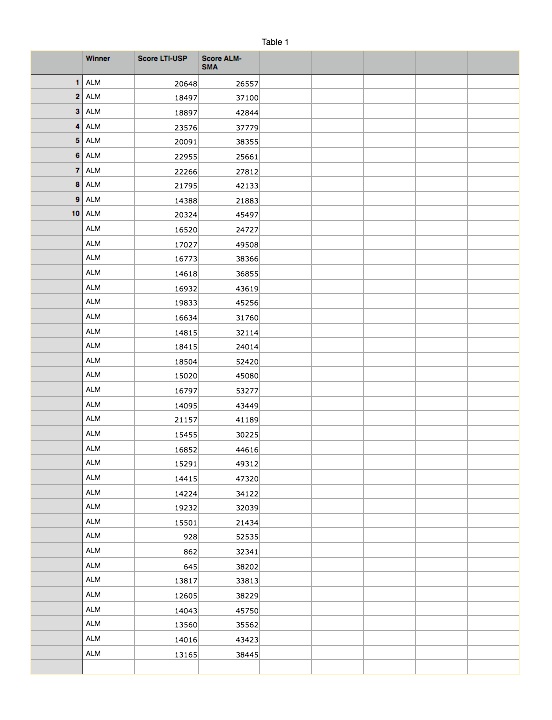 Table 1
Winner Score LTI-USP Score ALM-
SMA
1 ALM 20648 26557
2 ALM 18497 37100
3 ALM 18897 42844
4 ALM 23576 37779
5 ALM 20091 38355
6 ALM 22955 25661
7 ALM 22266 27812
8 ALM 21795 42133
9 ALM 14388 21883
10 ALM 20324 45497
ALM 16520 24727
ALM 17027 49508
ALM 16773 38366
ALM 14618 36855
ALM 16932 43619
ALM 19833 45256
ALM 16634 31760
ALM 14815 32114
ALM 18415 24014
ALM 18504 52420
ALM 15020 45080
ALM 16797 53277
ALM 14095 43449
ALM 21157 41189
ALM 15455 30225
ALM 16852 44616
ALM 15291 49312
ALM 14415 47320
ALM 14224 34122
ALM 19232 32039
ALM 15501 21434
ALM 928 52535
ALM 862 32341
ALM 645 38202
ALM 13817 33813
ALM 12605 38229
ALM 14043 45750
ALM 13560 35562
ALM 14016 43423
ALM 13165 38445